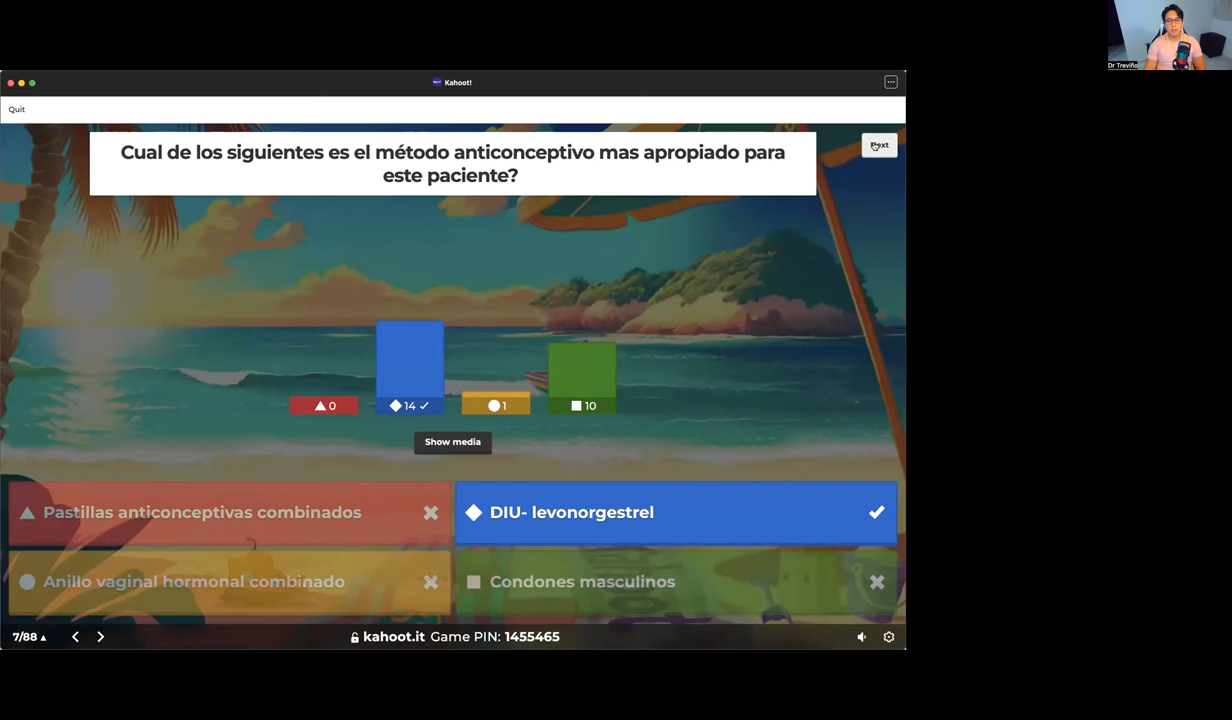 Dr Treviño
Kahoot!
Quit
Cual de los siguientes es el método anticonceptivo mas apropiado para
este paciente?
Next
0
14
1
10
Show media
Pastillas anticonceptivas combinados
DIU- levonorgestrel
Anillo vaginal hormonal combinado
Condones masculinos
7/88
kahoot.it Game PIN: 1455465